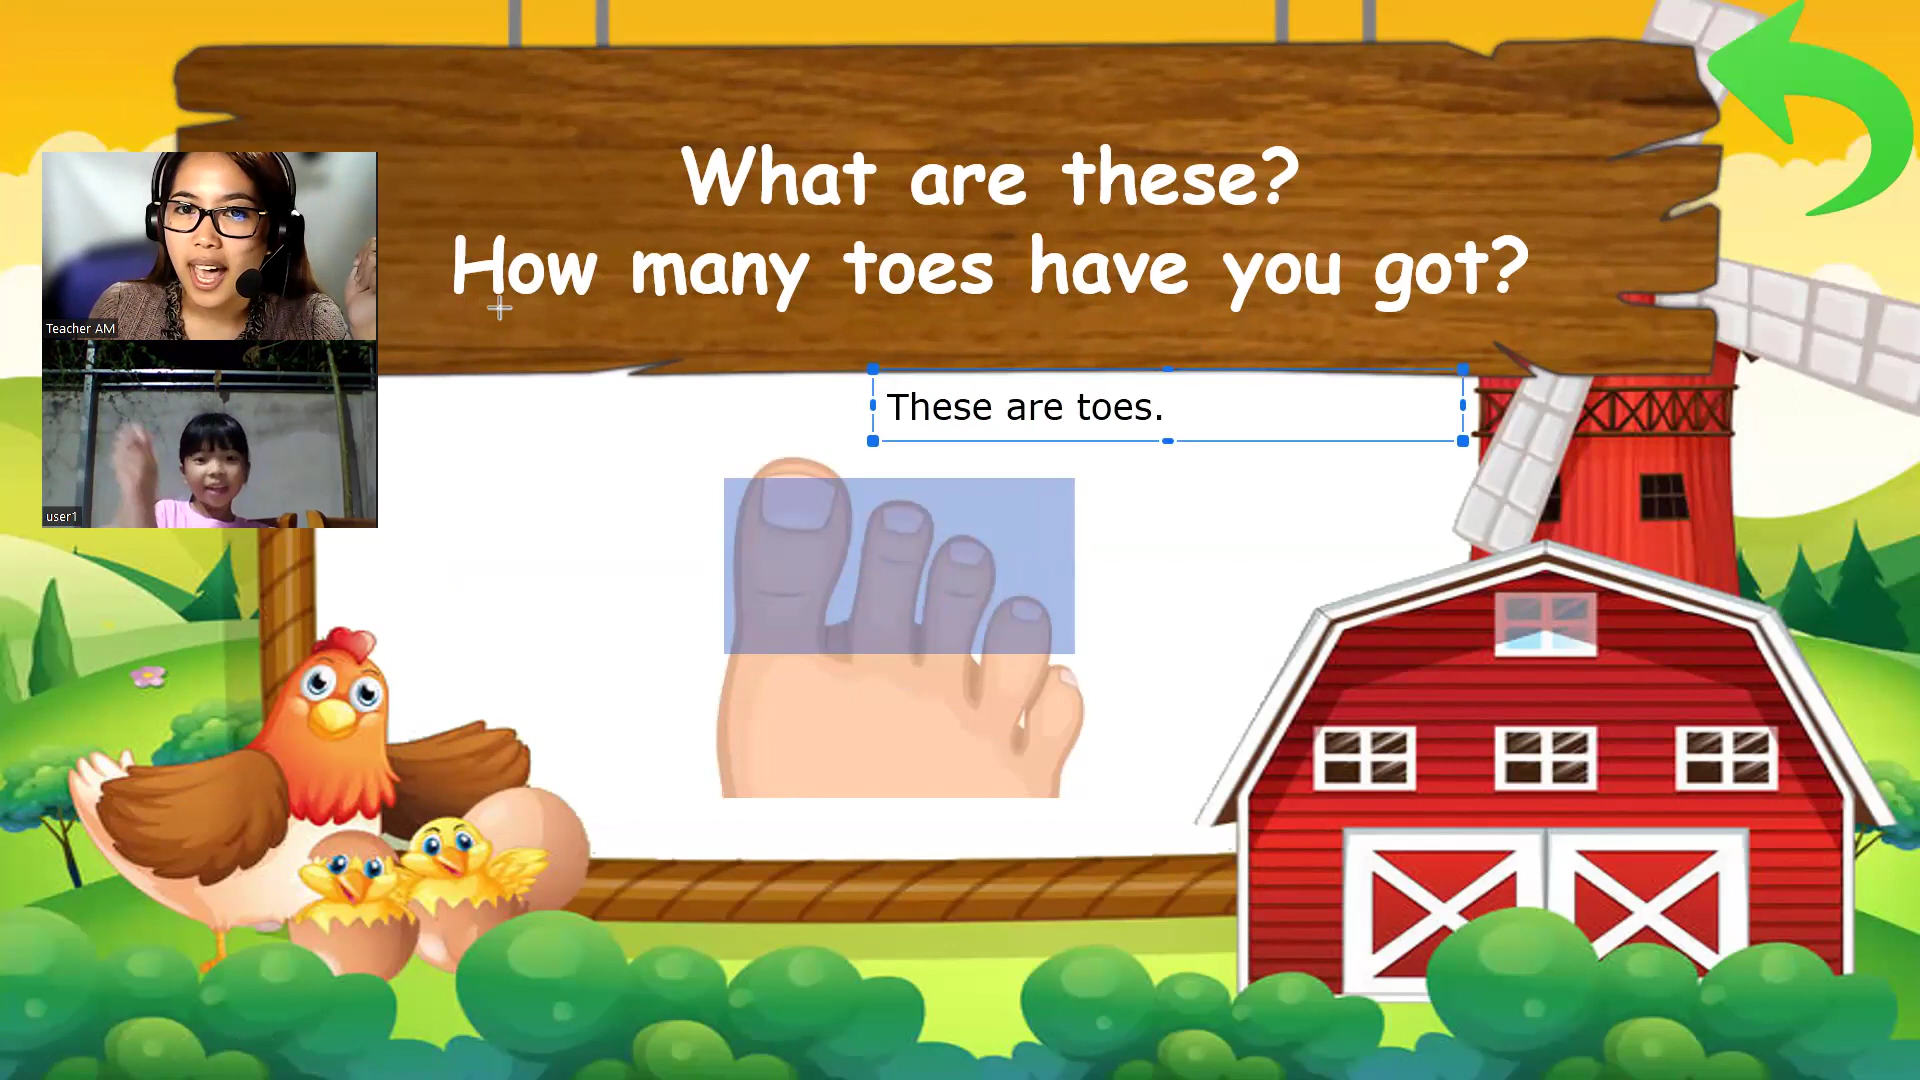 What are these?
How many toes have you got?
Teacher AM
These are toes.
user1